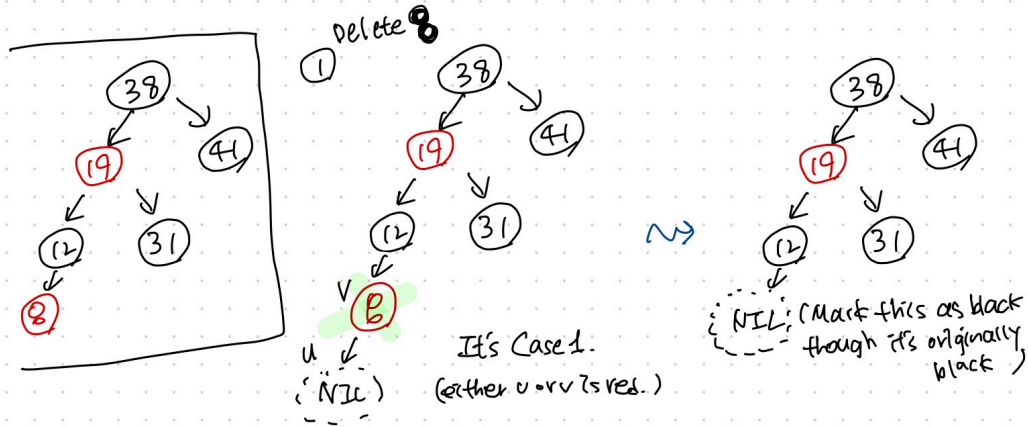 Delete 8
①
38
19
41
12
31
8
38
19
41
12
31
V
8
u
NIL
It's Case 1.
(either u or v is red.)
38
19
41
12
31
NIL
(Mark this as black
though it's originally
black)